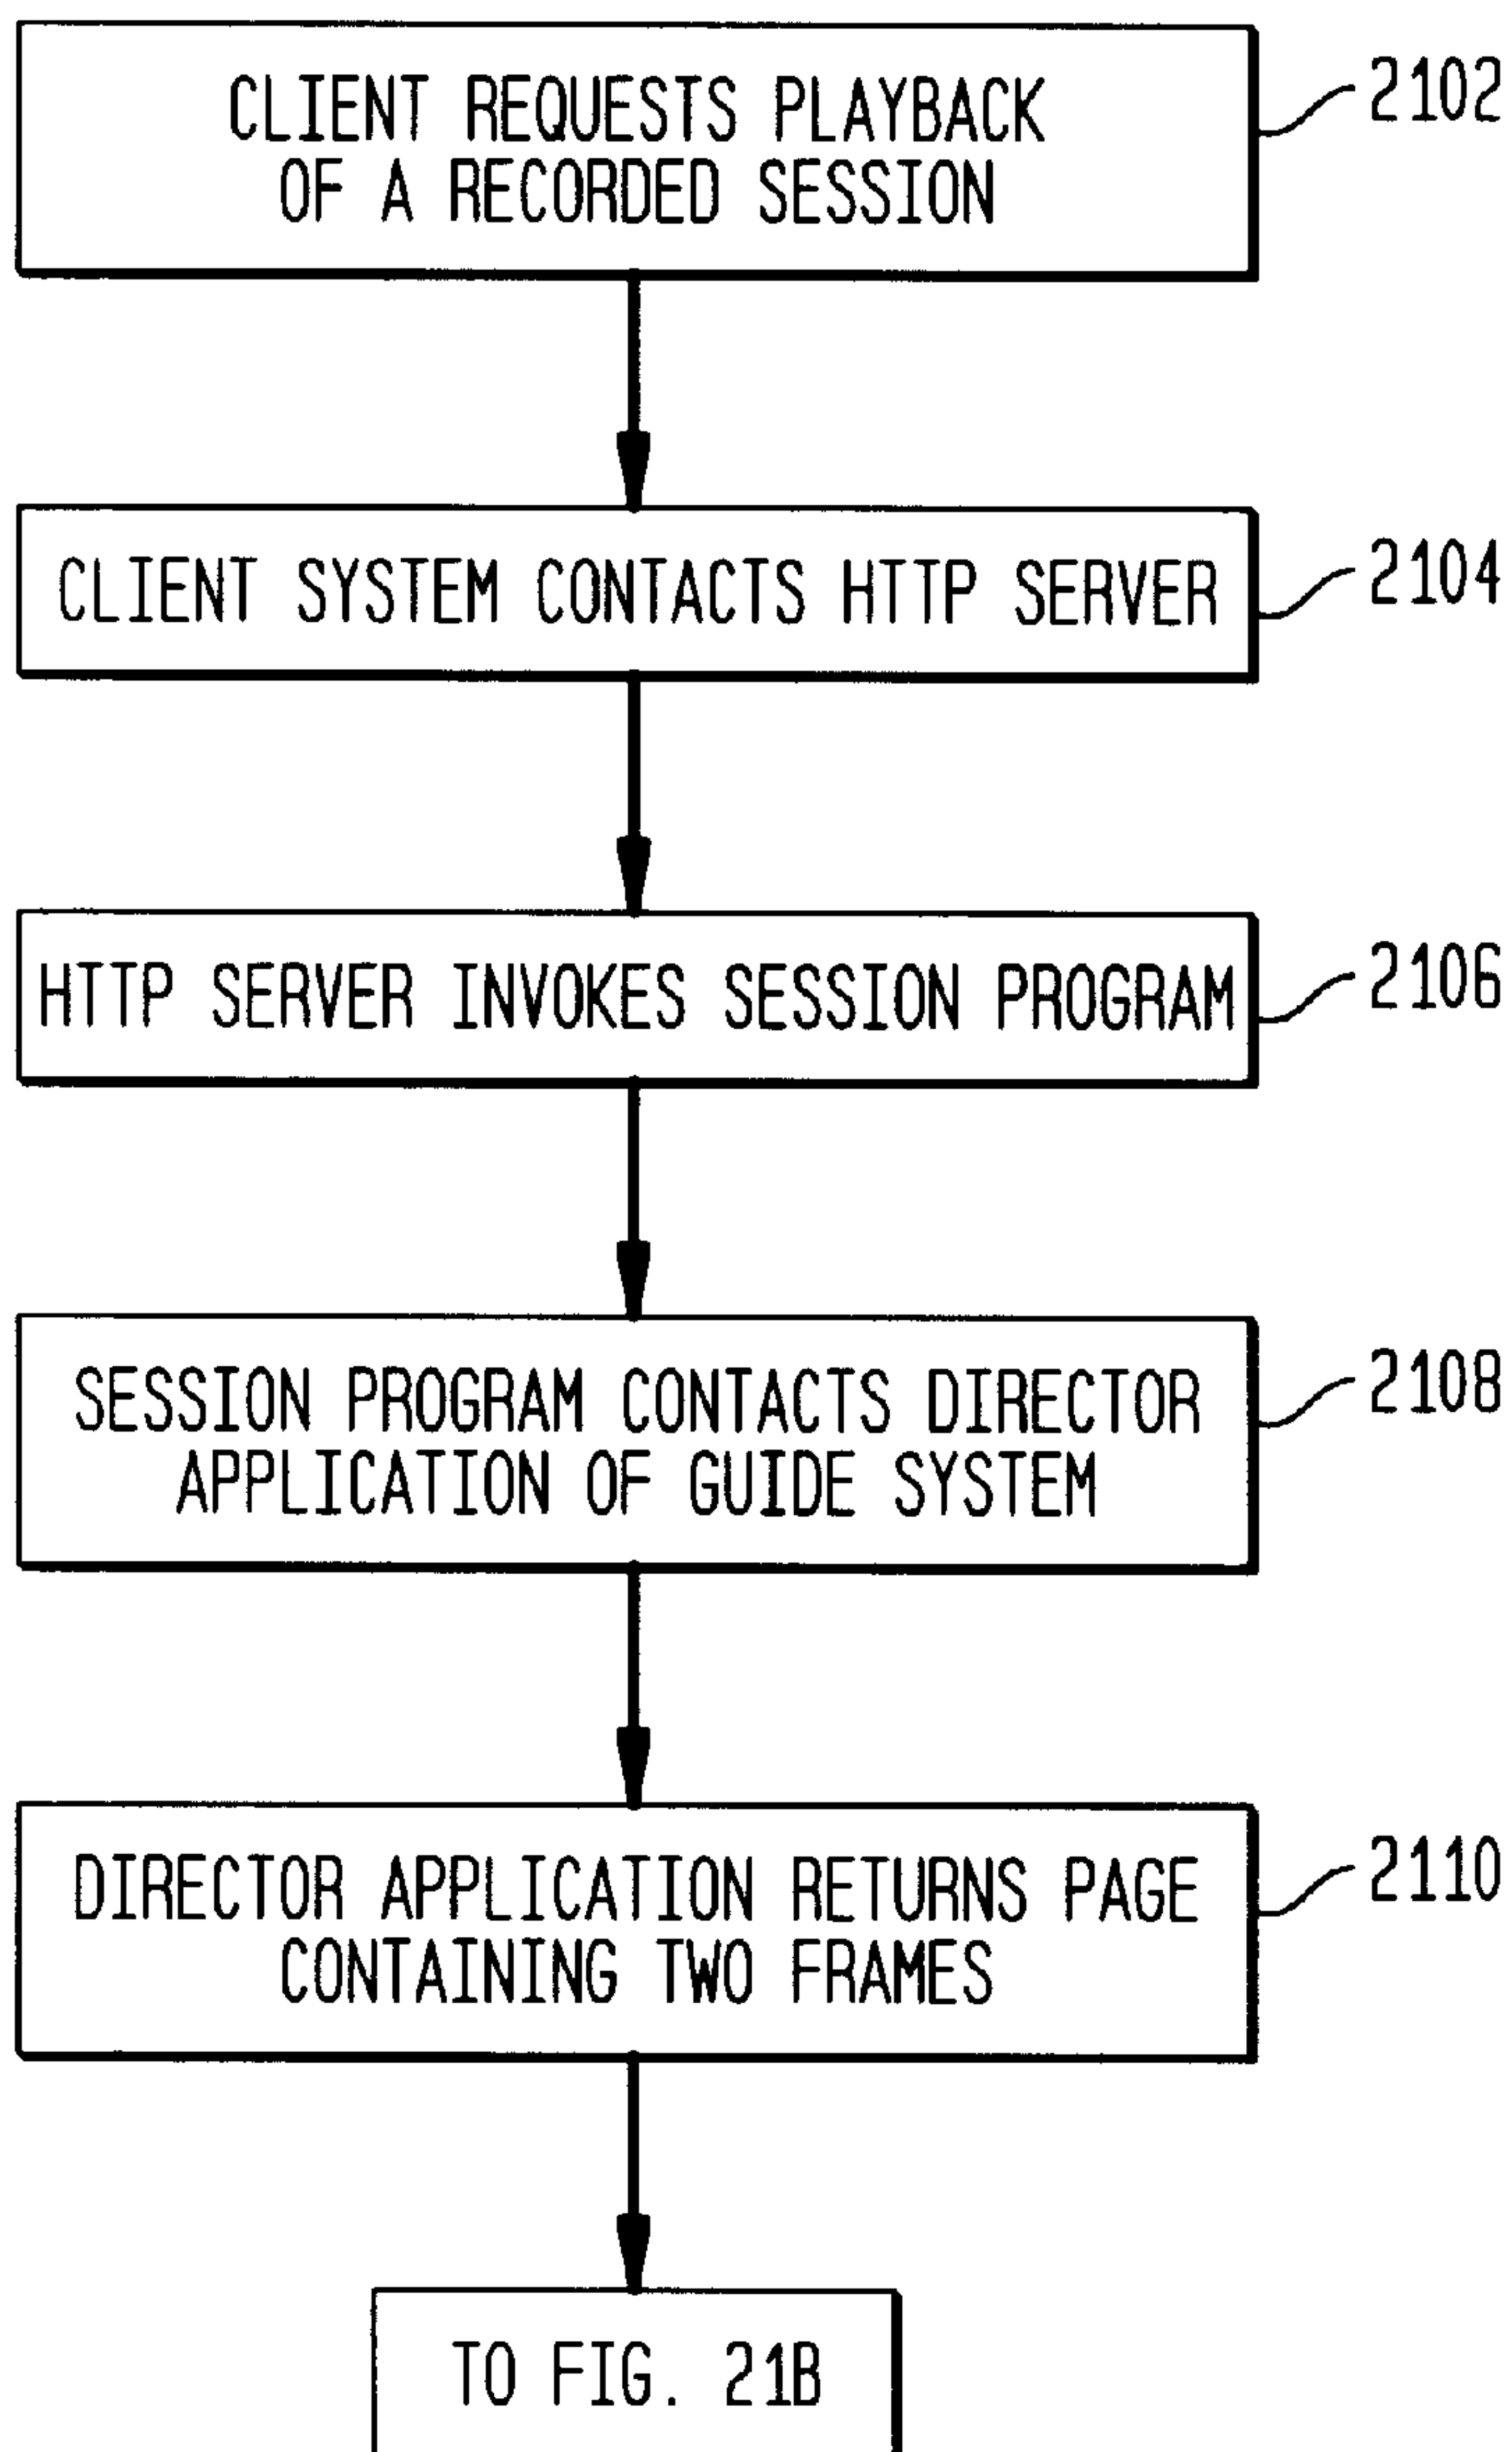 CLIENT REQUESTS PLAYBACK
OF A RECORDED SESSION
2102
CLIENT SYSTEM CONTACTS HTTP SERVER
2104
HTTP SERVER INVOKES SESSION PROGRAM
2106
SESSION PROGRAM CONTACTS DIRECTOR
APPLICATION OF GUIDE SYSTEM
2108
DIRECTOR APPLICATION RETURNS PAGE
CONTAINING TWO FRAMES
2110
TO FIG. 21B